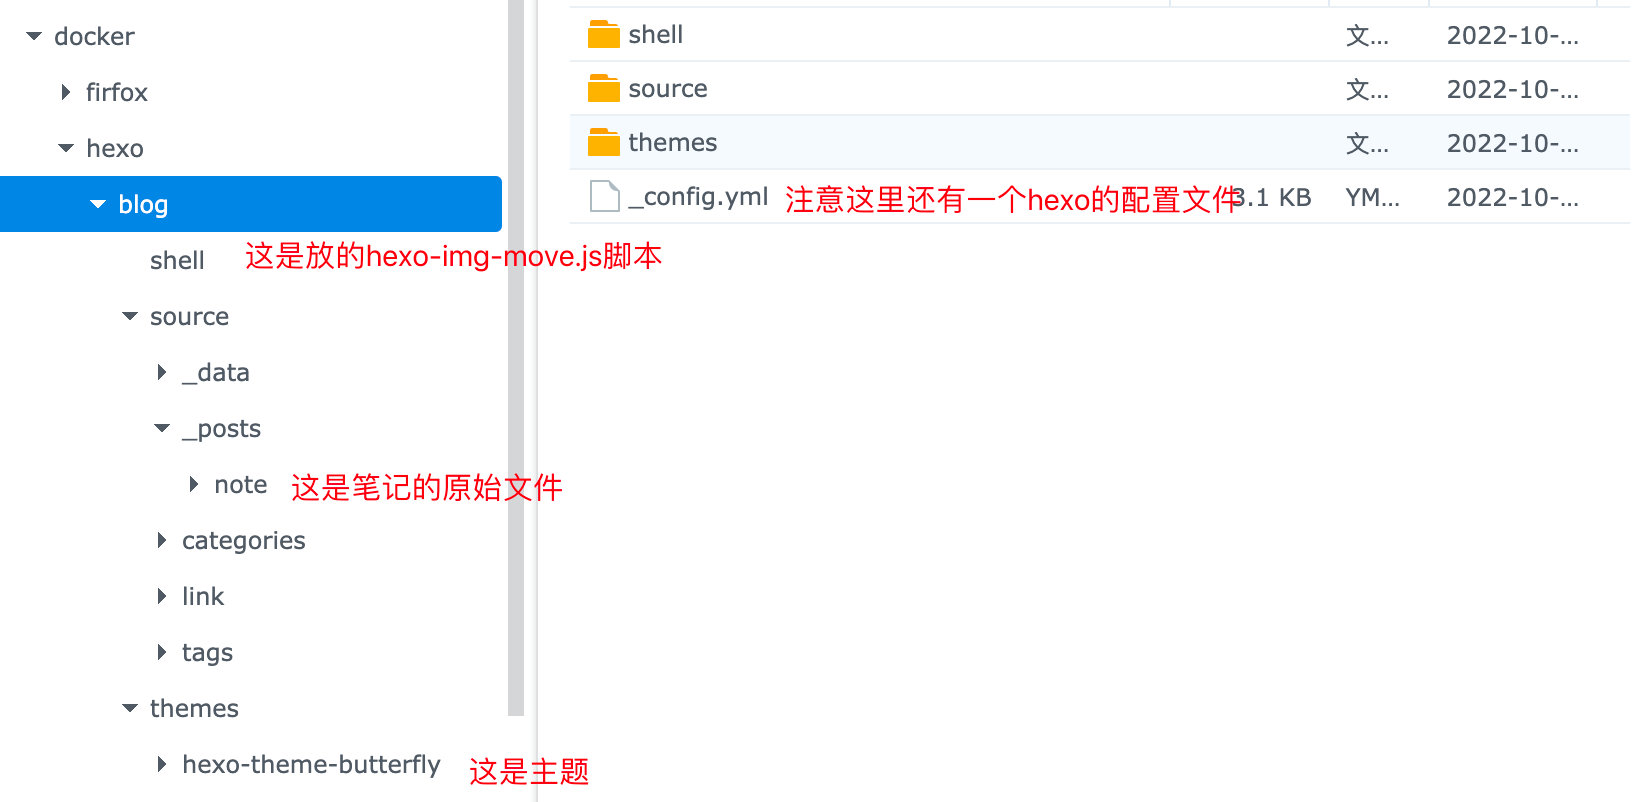 docker
firfox
hexo
blog
shell 这是放的hexo-img-move.js脚本
source
_data
_posts
note 这是笔记的原始文件
categories
link
tags
themes
hexo-theme-butterfly 这是主题
shell 文... 2022-10-...
source 文... 2022-10-...
themes 文... 2022-10-...
_config.yml 注意这里还有一个hexo的配置文件 3.1 KB YM... 2022-10-...